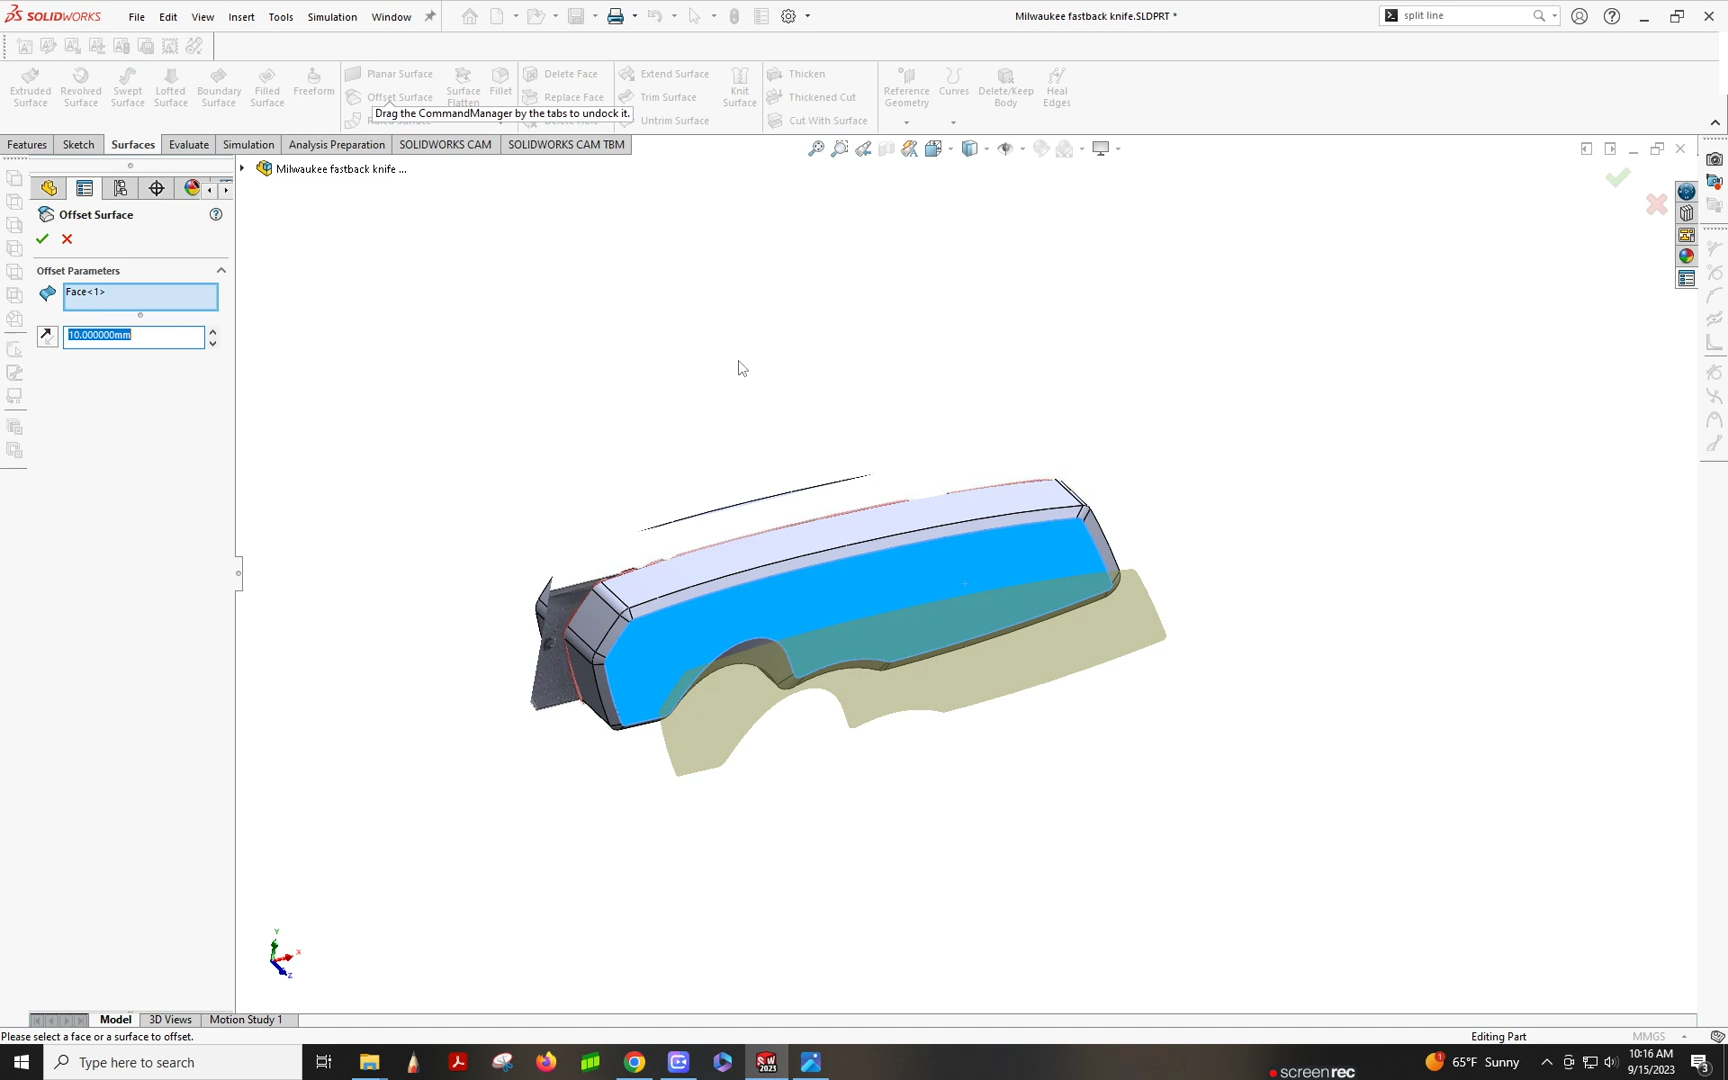 SOLIDWORKS File Edit View Insert Tools Simulation Window
Milwaukee fastback knife.SLDPRT *
split line
Extruded Surface
Revolved Surface
Swept Surface
Lofted Surface
Boundary Surface
Filled Surface
Freeform
Planar Surface
Offset Surface
Surface Flatten
Fillet
Delete Face
Replace Face
Extend Surface
Trim Surface
Untrim Surface
Knit Surface
Thicken
Thickened Cut
Cut With Surface
Reference Geometry
Curves
Delete/Keep Body
Heal Edges
Drag the CommandManager by the tabs to undock it.
Features Sketch Surfaces Evaluate Simulation Analysis Preparation SOLIDWORKS CAM SOLIDWORKS CAM TBM
Milwaukee fastback knife ...
Offset Surface
Offset Parameters
Face<1>
10.000000mm
Y
X
Z
Model 3D Views Motion Study 1
Please select a face or a surface to offset.
Editing Part
MMGS
Type here to search
SW
2023
screenrec
1
65°F Sunny
10:16 AM
9/15/2023
3